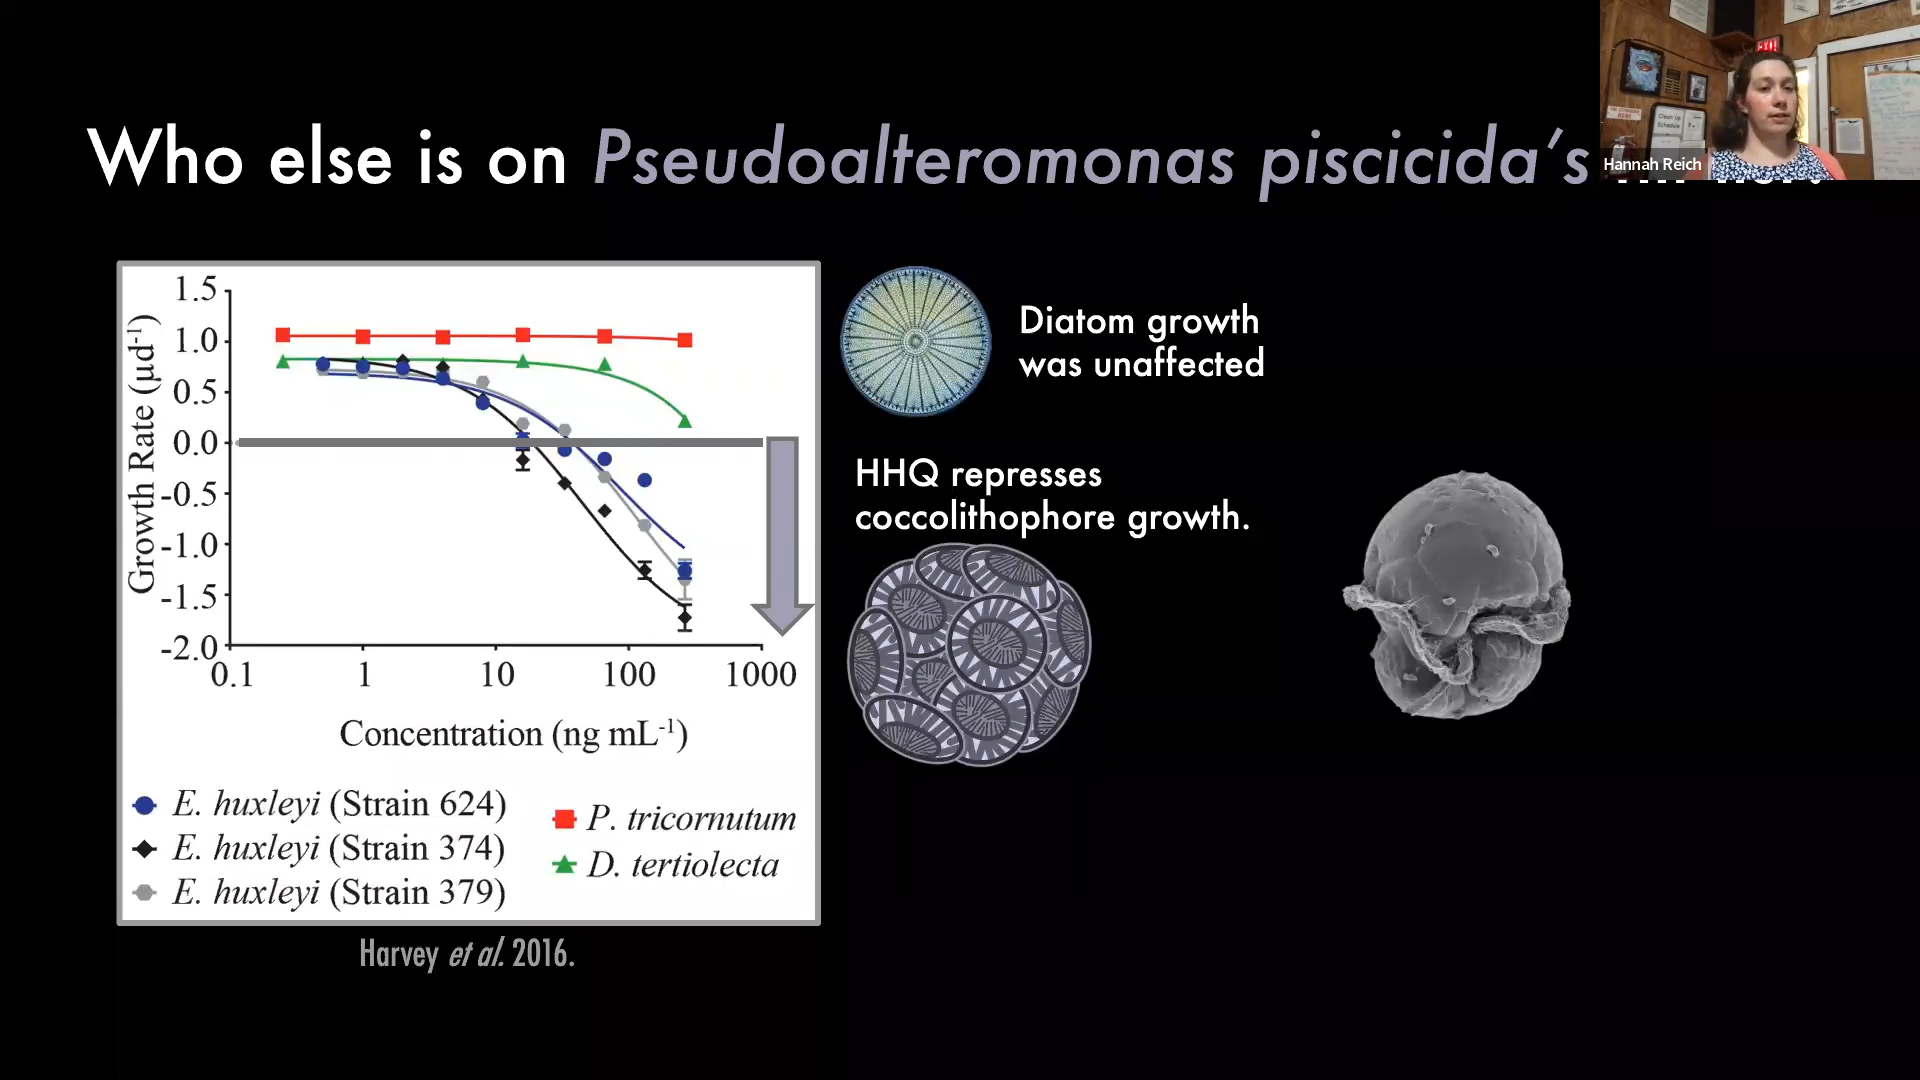 Who else is on Pseudoalteromonas piscicida's
Hannah Reich
Clean Up
Schedule
1.5
1.0
0.5
0.0
-0.5
-1.0
-1.5
-2.0
Growth Rate (μd⁻¹)
0.1 1 10 100 1000
Concentration (ng mL⁻¹)
E. huxleyi (Strain 624)
E. huxleyi (Strain 374)
E. huxleyi (Strain 379)
P. tricornutum
D. tertiolecta
Harvey et al. 2016.
Diatom growth
was unaffected
HHQ represses
coccolithophore growth.